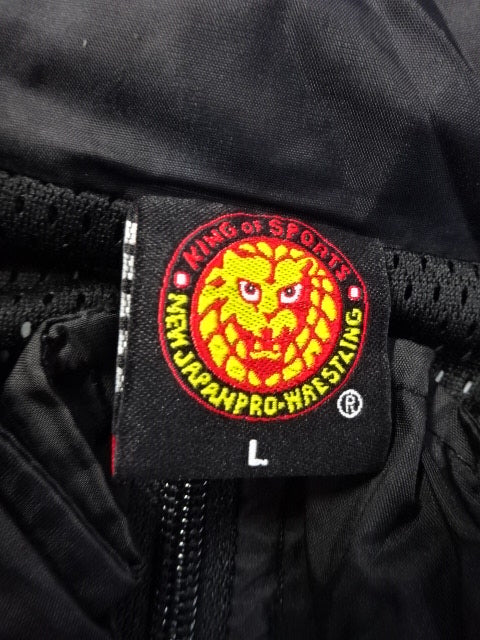 KING OF SPORTS
NEW JAPAN PRO-WRESTLING
®
L